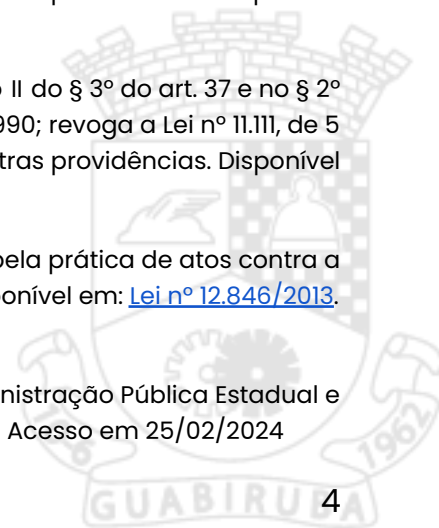 o II do § 3º do art. 37 e no § 2º
990; revoga a Lei nº 11.111, de 5
tras providências. Disponível
pela prática de atos contra a
ponível em: Lei nº 12.846/2013.
nistração Pública Estadual e
Acesso em 25/02/2024
1962
GUABIRUBA
4